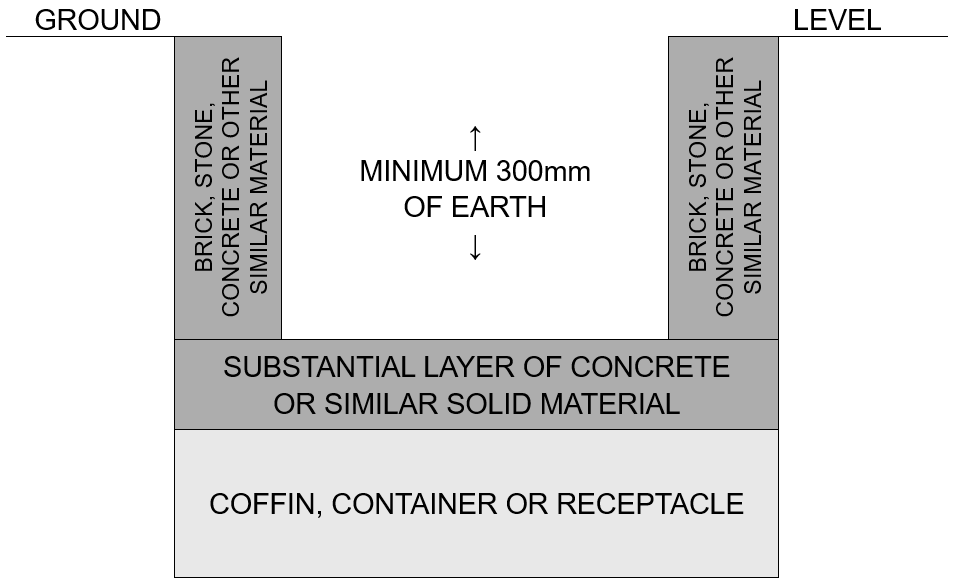 GROUND
LEVEL
BRICK, STONE,
CONCRETE OR OTHER
SIMILAR MATERIAL
↑
MINIMUM 300mm
OF EARTH
↓
BRICK, STONE,
CONCRETE OR OTHER
SIMILAR MATERIAL
SUBSTANTIAL LAYER OF CONCRETE
OR SIMILAR SOLID MATERIAL
COFFIN, CONTAINER OR RECEPTACLE